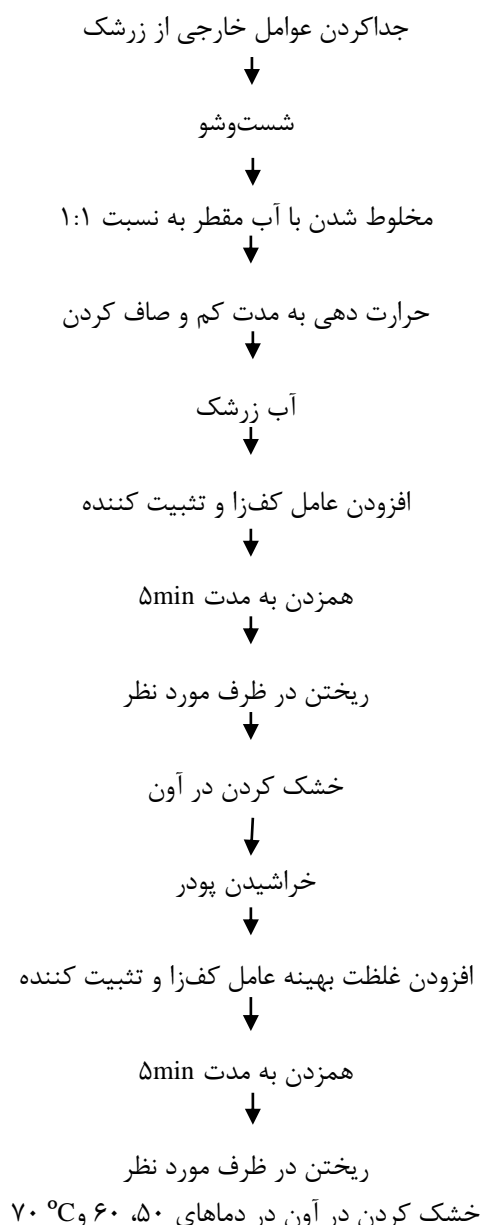 جداکردن عوامل خارجی از زرشک
شست‌وشو
مخلوط شدن با آب مقطر به نسبت ۱:۱
حرارت دهی به مدت کم و صاف کردن
آب زرشک
افزودن عامل کف‌زا و تثبیت کننده
همزدن به مدت ۵min
ریختن در ظرف مورد نظر
خشک کردن در آون
خراشیدن پودر
افزودن غلظت بهینه عامل کف‌زا و تثبیت کننده
همزدن به مدت ۵min
ریختن در ظرف مورد نظر
خشک کردن در آون در دماهای ۵۰، ۶۰ و ۷۰ ºC